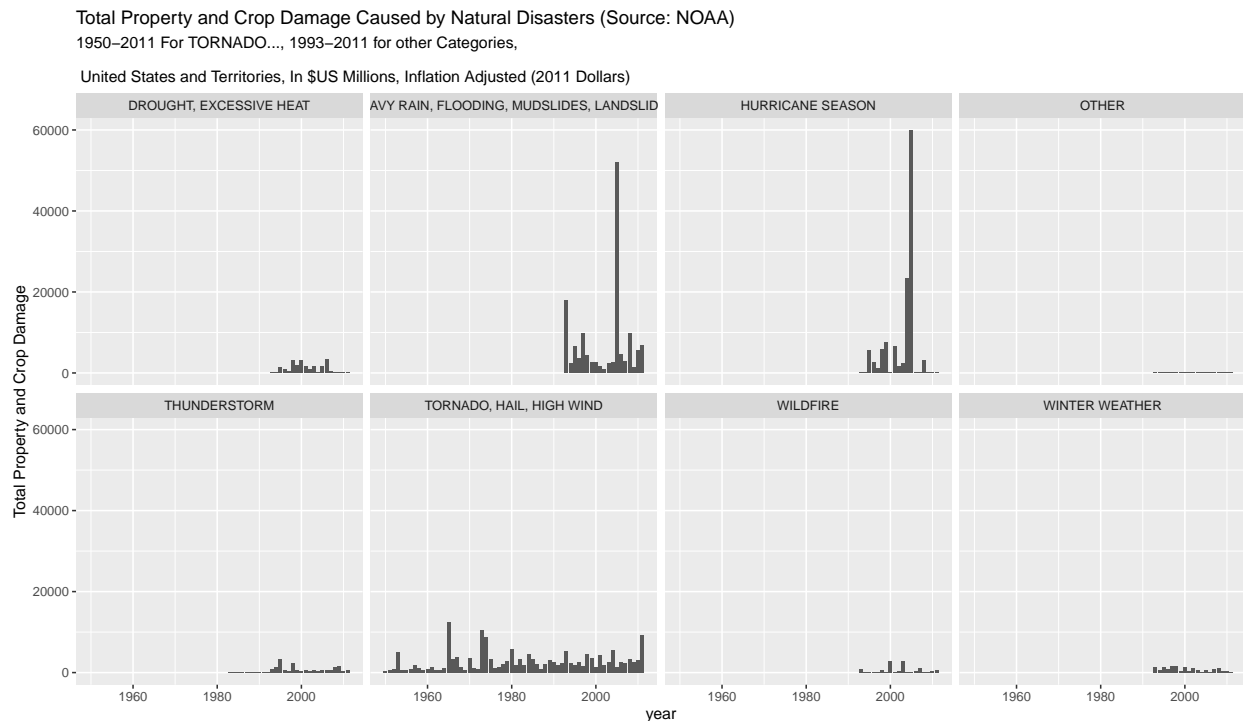 Total Property and Crop Damage Caused by Natural Disasters (Source: NOAA)
1950−2011 For TORNADO..., 1993−2011 for other Categories,
United States and Territories, In $US Millions, Inflation Adjusted (2011 Dollars)
DROUGHT, EXCESSIVE HEAT
AVY RAIN, FLOODING, MUDSLIDES, LANDSLID
HURRICANE SEASON
OTHER
60000
40000
20000
0
Total Property and Crop Damage
THUNDERSTORM
TORNADO, HAIL, HIGH WIND
WILDFIRE
WINTER WEATHER
60000
40000
20000
0
1960 1980 2000
1960 1980 2000
1960 1980 2000
1960 1980 2000
year